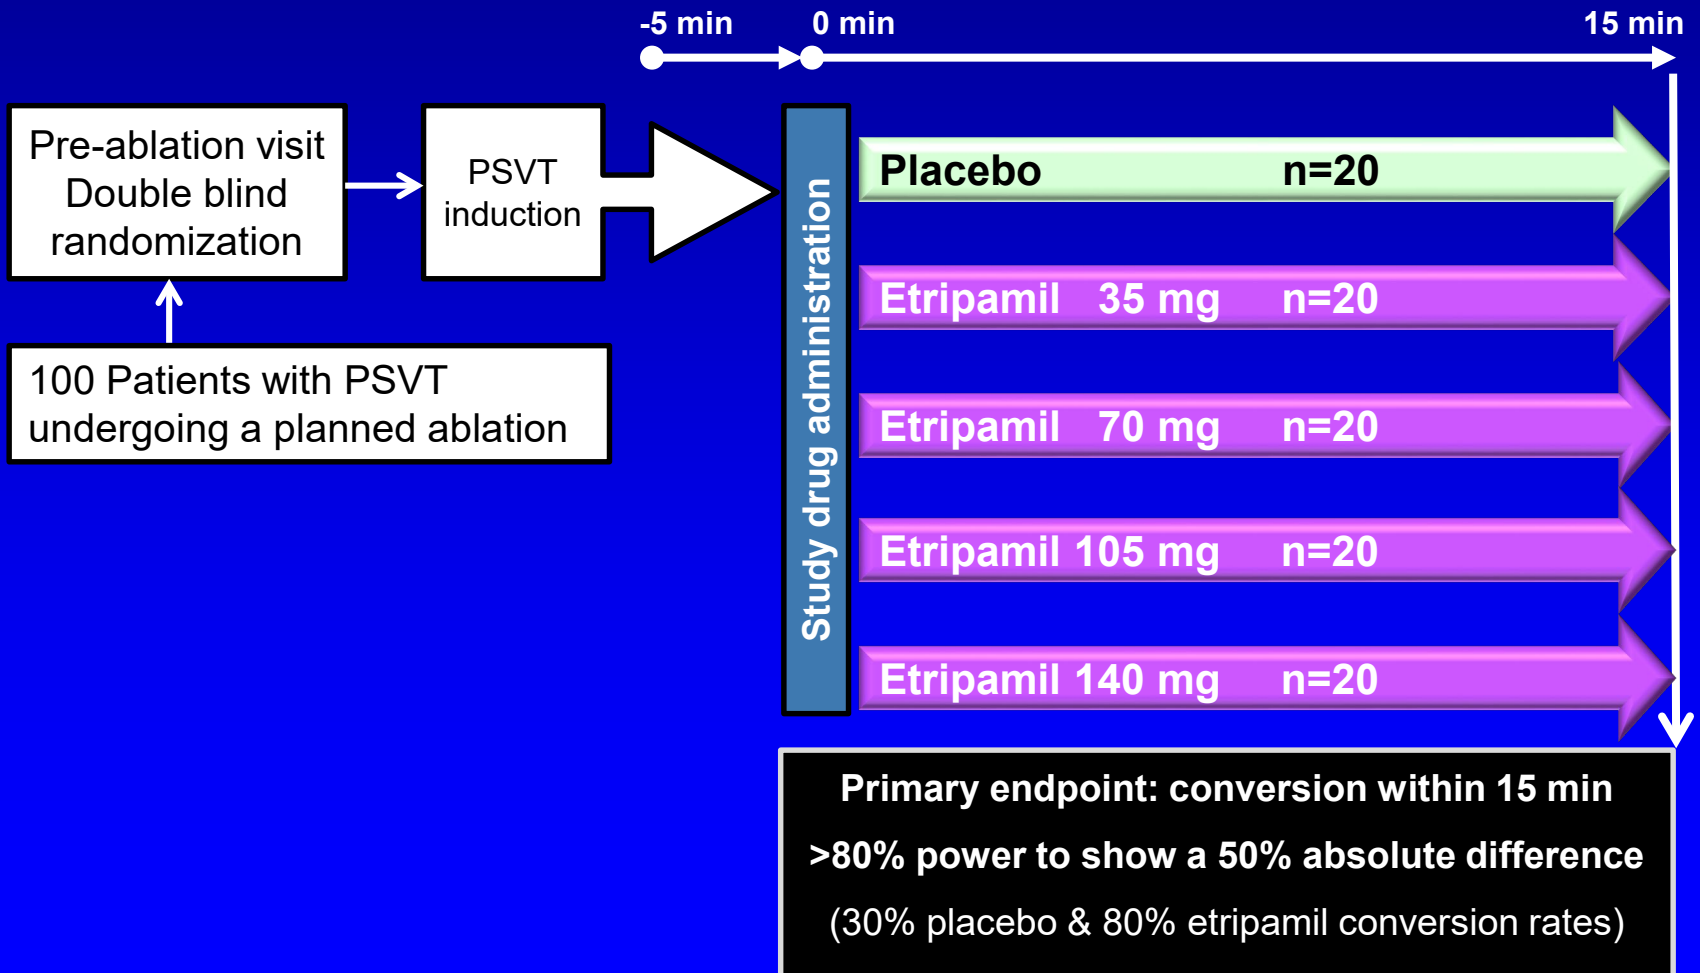 -5 min
0 min
15 min
Pre-ablation visit
Double blind
randomization
PSVT
induction
100 Patients with PSVT
undergoing a planned ablation
Study drug administration
Placebo n=20
Etripamil 35 mg n=20
Etripamil 70 mg n=20
Etripamil 105 mg n=20
Etripamil 140 mg n=20
Primary endpoint: conversion within 15 min
>80% power to show a 50% absolute difference
(30% placebo & 80% etripamil conversion rates)